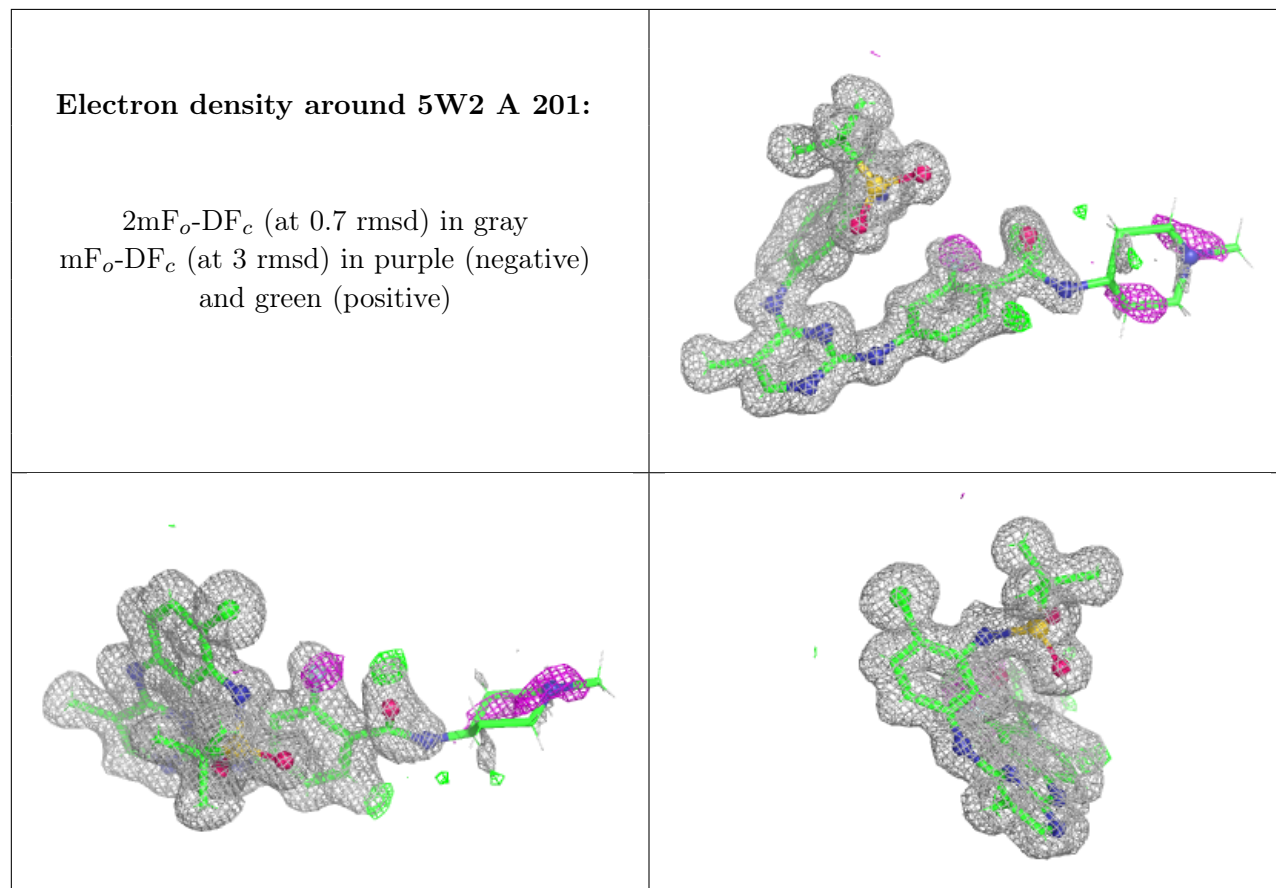 Electron density around 5W2 A 201:
2mFo-DFc (at 0.7 rmsd) in gray
mFo-DFc (at 3 rmsd) in purple (negative)
and green (positive)